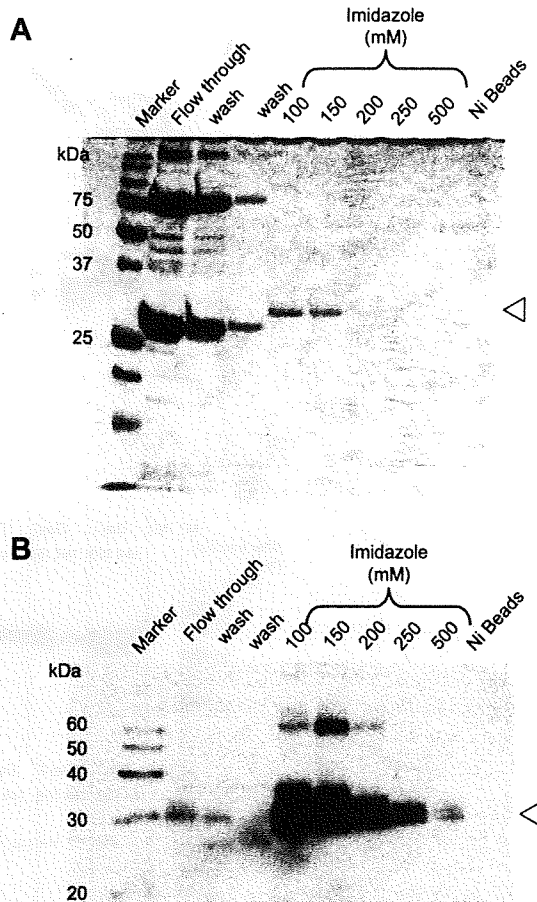 A
Imidazole
(mM)
Marker
Flow through
wash
wash
100
150
200
250
500
Ni Beads
kDa
75
50
37
25
B
Imidazole
(mM)
Marker
Flow through
wash
wash
100
150
200
250
500
Ni Beads
kDa
60
50
40
30
20